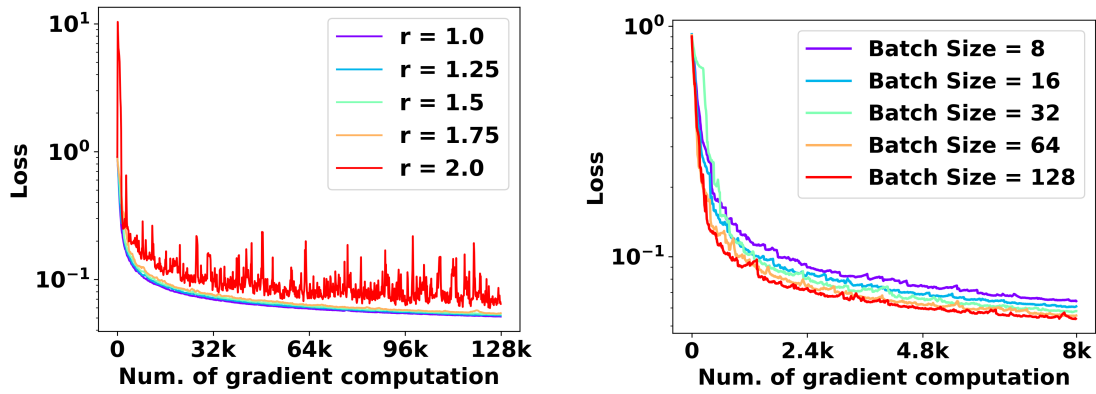 10¹
10⁰
10⁻¹
Loss
r = 1.0
r = 1.25
r = 1.5
r = 1.75
r = 2.0
0 32k 64k 96k 128k
Num. of gradient computation
10⁰
10⁻¹
Loss
Batch Size = 8
Batch Size = 16
Batch Size = 32
Batch Size = 64
Batch Size = 128
0 2.4k 4.8k 8k
Num. of gradient computation